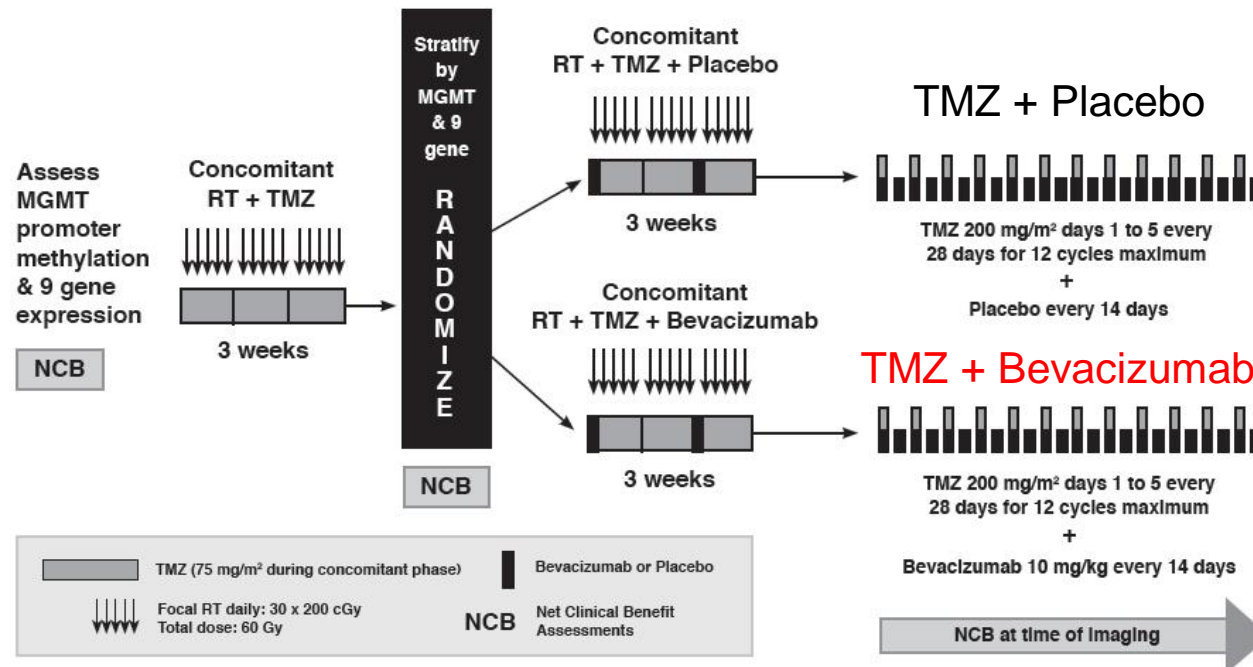 Assess
MGMT
promoter
methylation
& 9 gene
expression
NCB
Concomitant
RT + TMZ
3 weeks
Stratify
by
MGMT
& 9
gene
R
A
N
D
O
M
I
Z
E
NCB
Concomitant
RT + TMZ + Placebo
3 weeks
Concomitant
RT + TMZ + Bevacizumab
3 weeks
TMZ + Placebo
TMZ 200 mg/m² days 1 to 5 every
28 days for 12 cycles maximum
+
Placebo every 14 days
TMZ + Bevacizumab
TMZ 200 mg/m² days 1 to 5 every
28 days for 12 cycles maximum
+
Bevacizumab 10 mg/kg every 14 days
NCB at time of imaging
TMZ (75 mg/m² during concomitant phase)
Bevacizumab or Placebo
Focal RT daily: 30 x 200 cGy
Total dose: 60 Gy
NCB
Net Clinical Benefit
Assessments